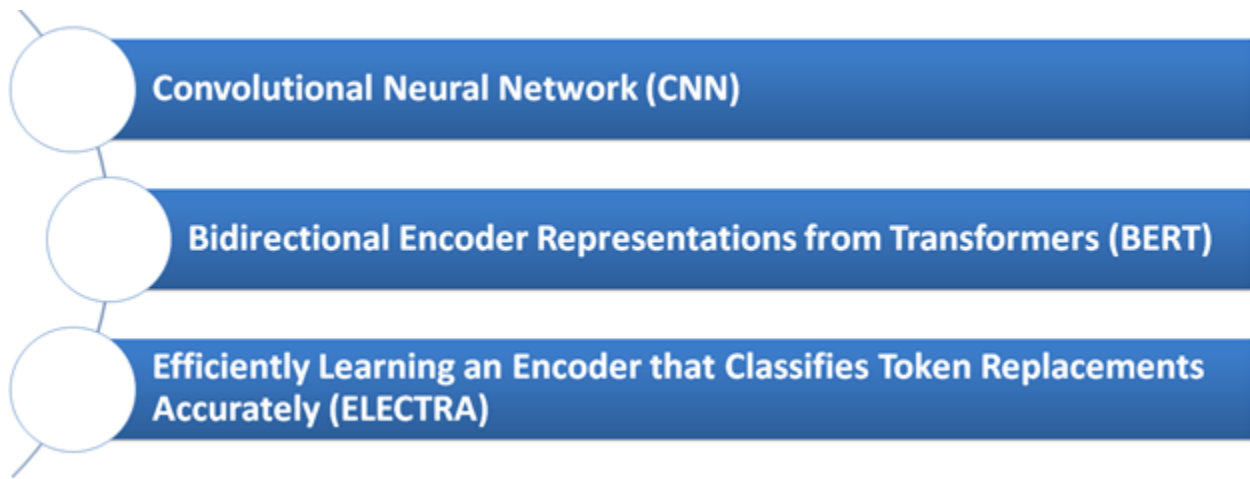 Convolutional Neural Network (CNN)
Bidirectional Encoder Representations from Transformers (BERT)
Efficiently Learning an Encoder that Classifies Token Replacements
Accurately (ELECTRA)